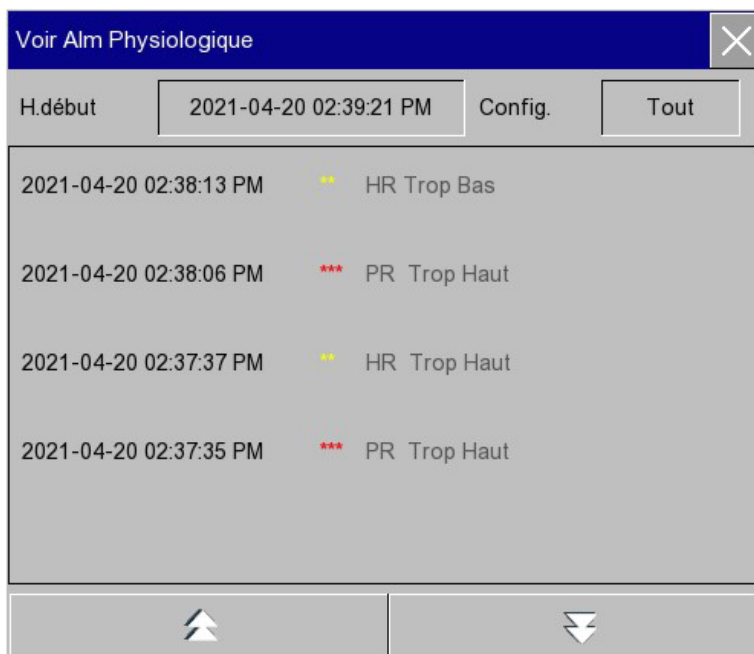 Voir Alm Physiologique
H.début 2021-04-20 02:39:21 PM Config. Tout
2021-04-20 02:38:13 PM ** HR Trop Bas
2021-04-20 02:38:06 PM *** PR Trop Haut
2021-04-20 02:37:37 PM ** HR Trop Haut
2021-04-20 02:37:35 PM *** PR Trop Haut